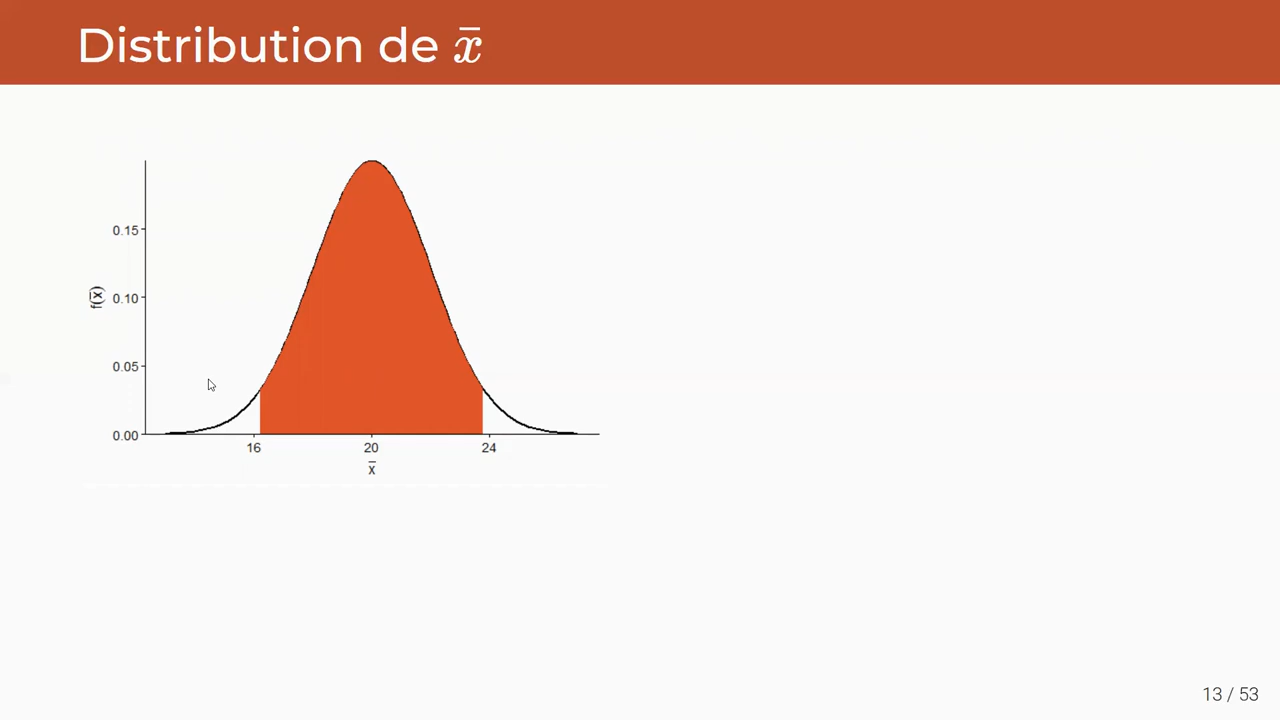 Distribution de x̄
0.15
0.10
0.05
0.00
f(x̄)
16 20 24
x̄
13 / 53